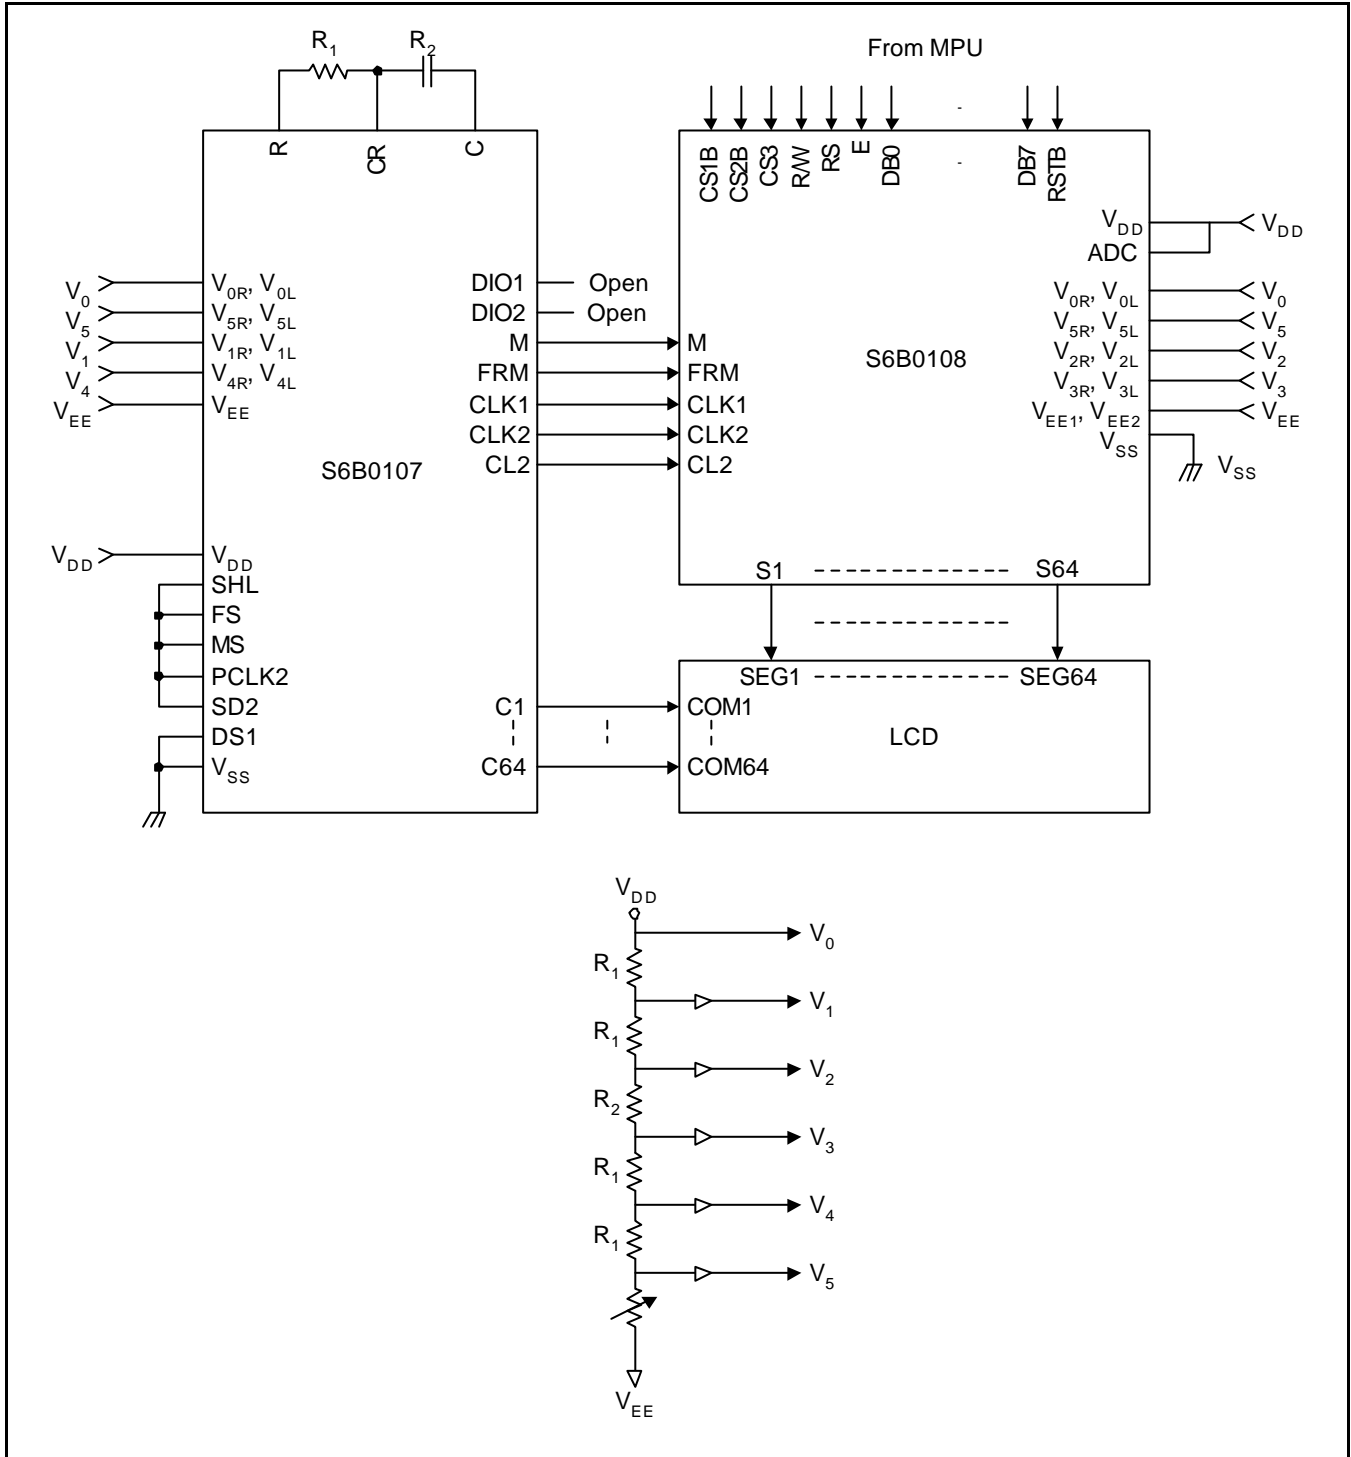 R1 R2
From MPU
R CR C
CS1B CS2B CS3 R/W RS E DB0 - DB7 RSTB
VDD VDD
ADC
V0 V0R, V0L DIO1 Open
V5 V5R, V5L DIO2 Open
V1 V1R, V1L M M
V4 V4R, V4L FRM FRM
VEE VEE CLK1 CLK1
CLK2 CLK2
CL2 CL2
S6B0107
S6B0108
V0R, V0L V0
V5R, V5L V5
V2R, V2L V2
V3R, V3L V3
VEE1, VEE2 VEE
VSS VSS
VDD VDD
SHL
FS
MS
PCLK2
SD2
DS1
VSS
S1 S64
SEG1 SEG64
C1 COM1
LCD
C64 COM64
VDD
V0
R1
V1
R1
V2
R2
V3
R1
V4
R1
V5
VEE